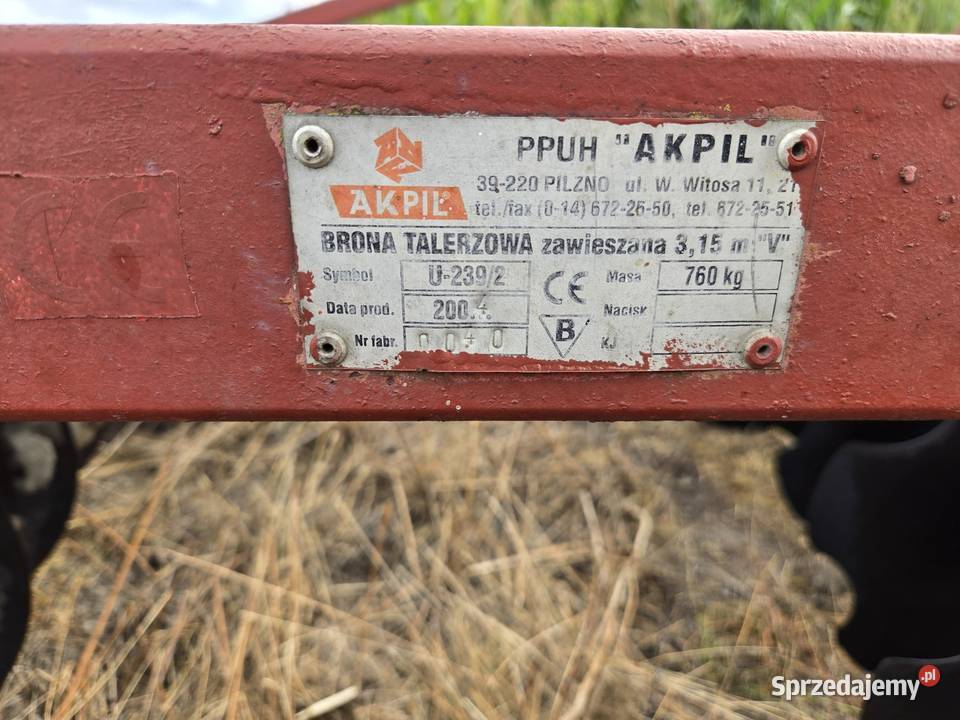 PPUH "AKPIL"
AKPIL
39-220 PILZNO ul. W. Witosa 11, 21
tel./fax (0-14) 672-26-50, tel. 672-25-51
BRONA TALERZOWA zawieszana 3,15 m "V"
Symbol U-239/2 CE Masa 760 kg
Data prod. 2004 Nacisk
Nr fabr. B KJ
Sprzedajemy.pl